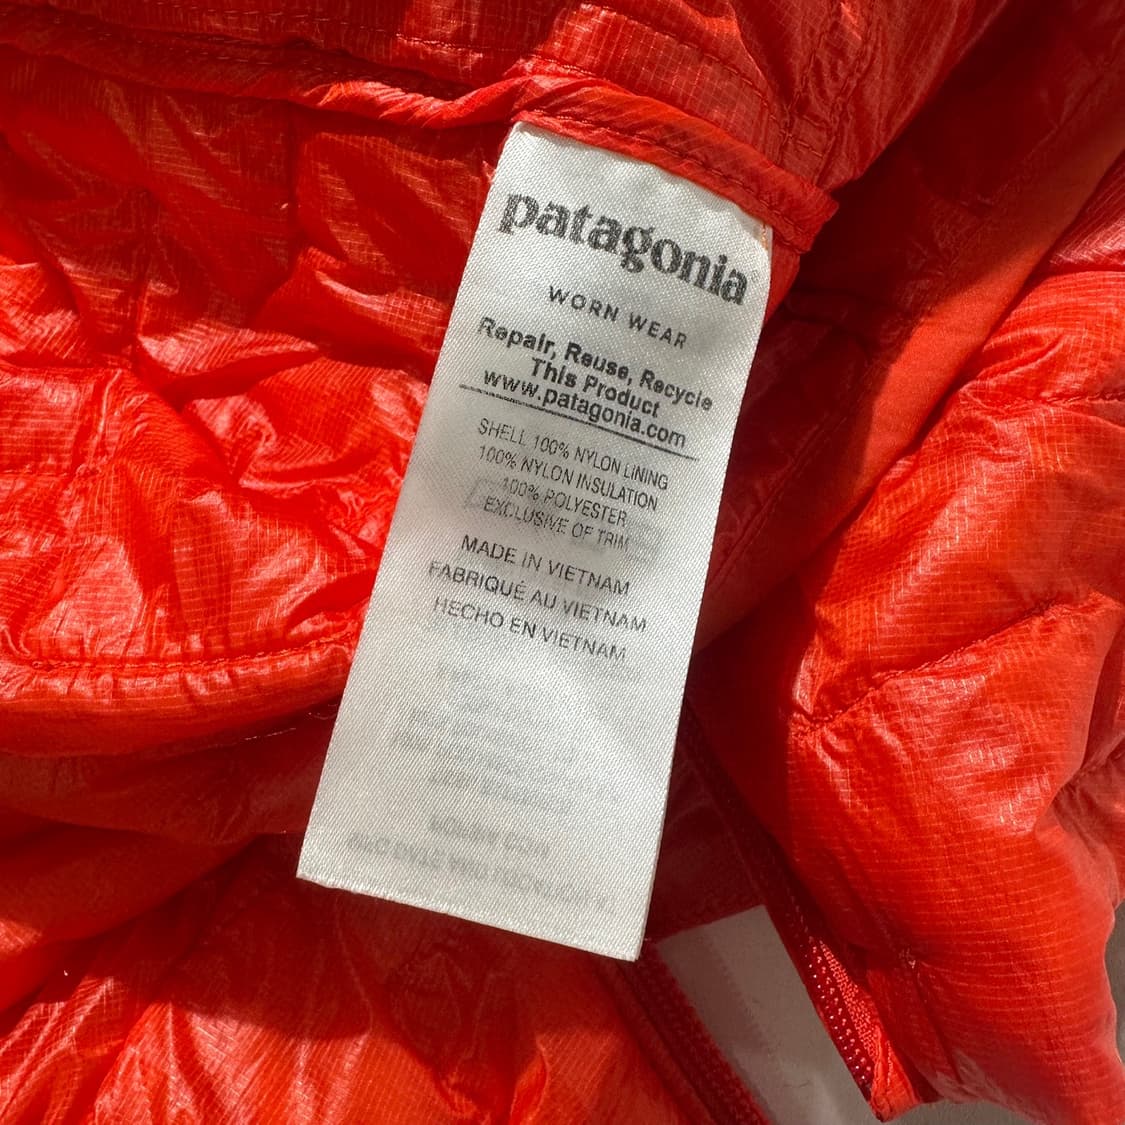 patagonia
WORN WEAR
Repair, Reuse, Recycle
This Product
www.patagonia.com
SHELL 100% NYLON LINING
100% NYLON INSULATION
100% POLYESTER
EXCLUSIVE OF TRIM
MADE IN VIETNAM
FABRIQUÉ AU VIETNAM
HECHO EN VIETNAM